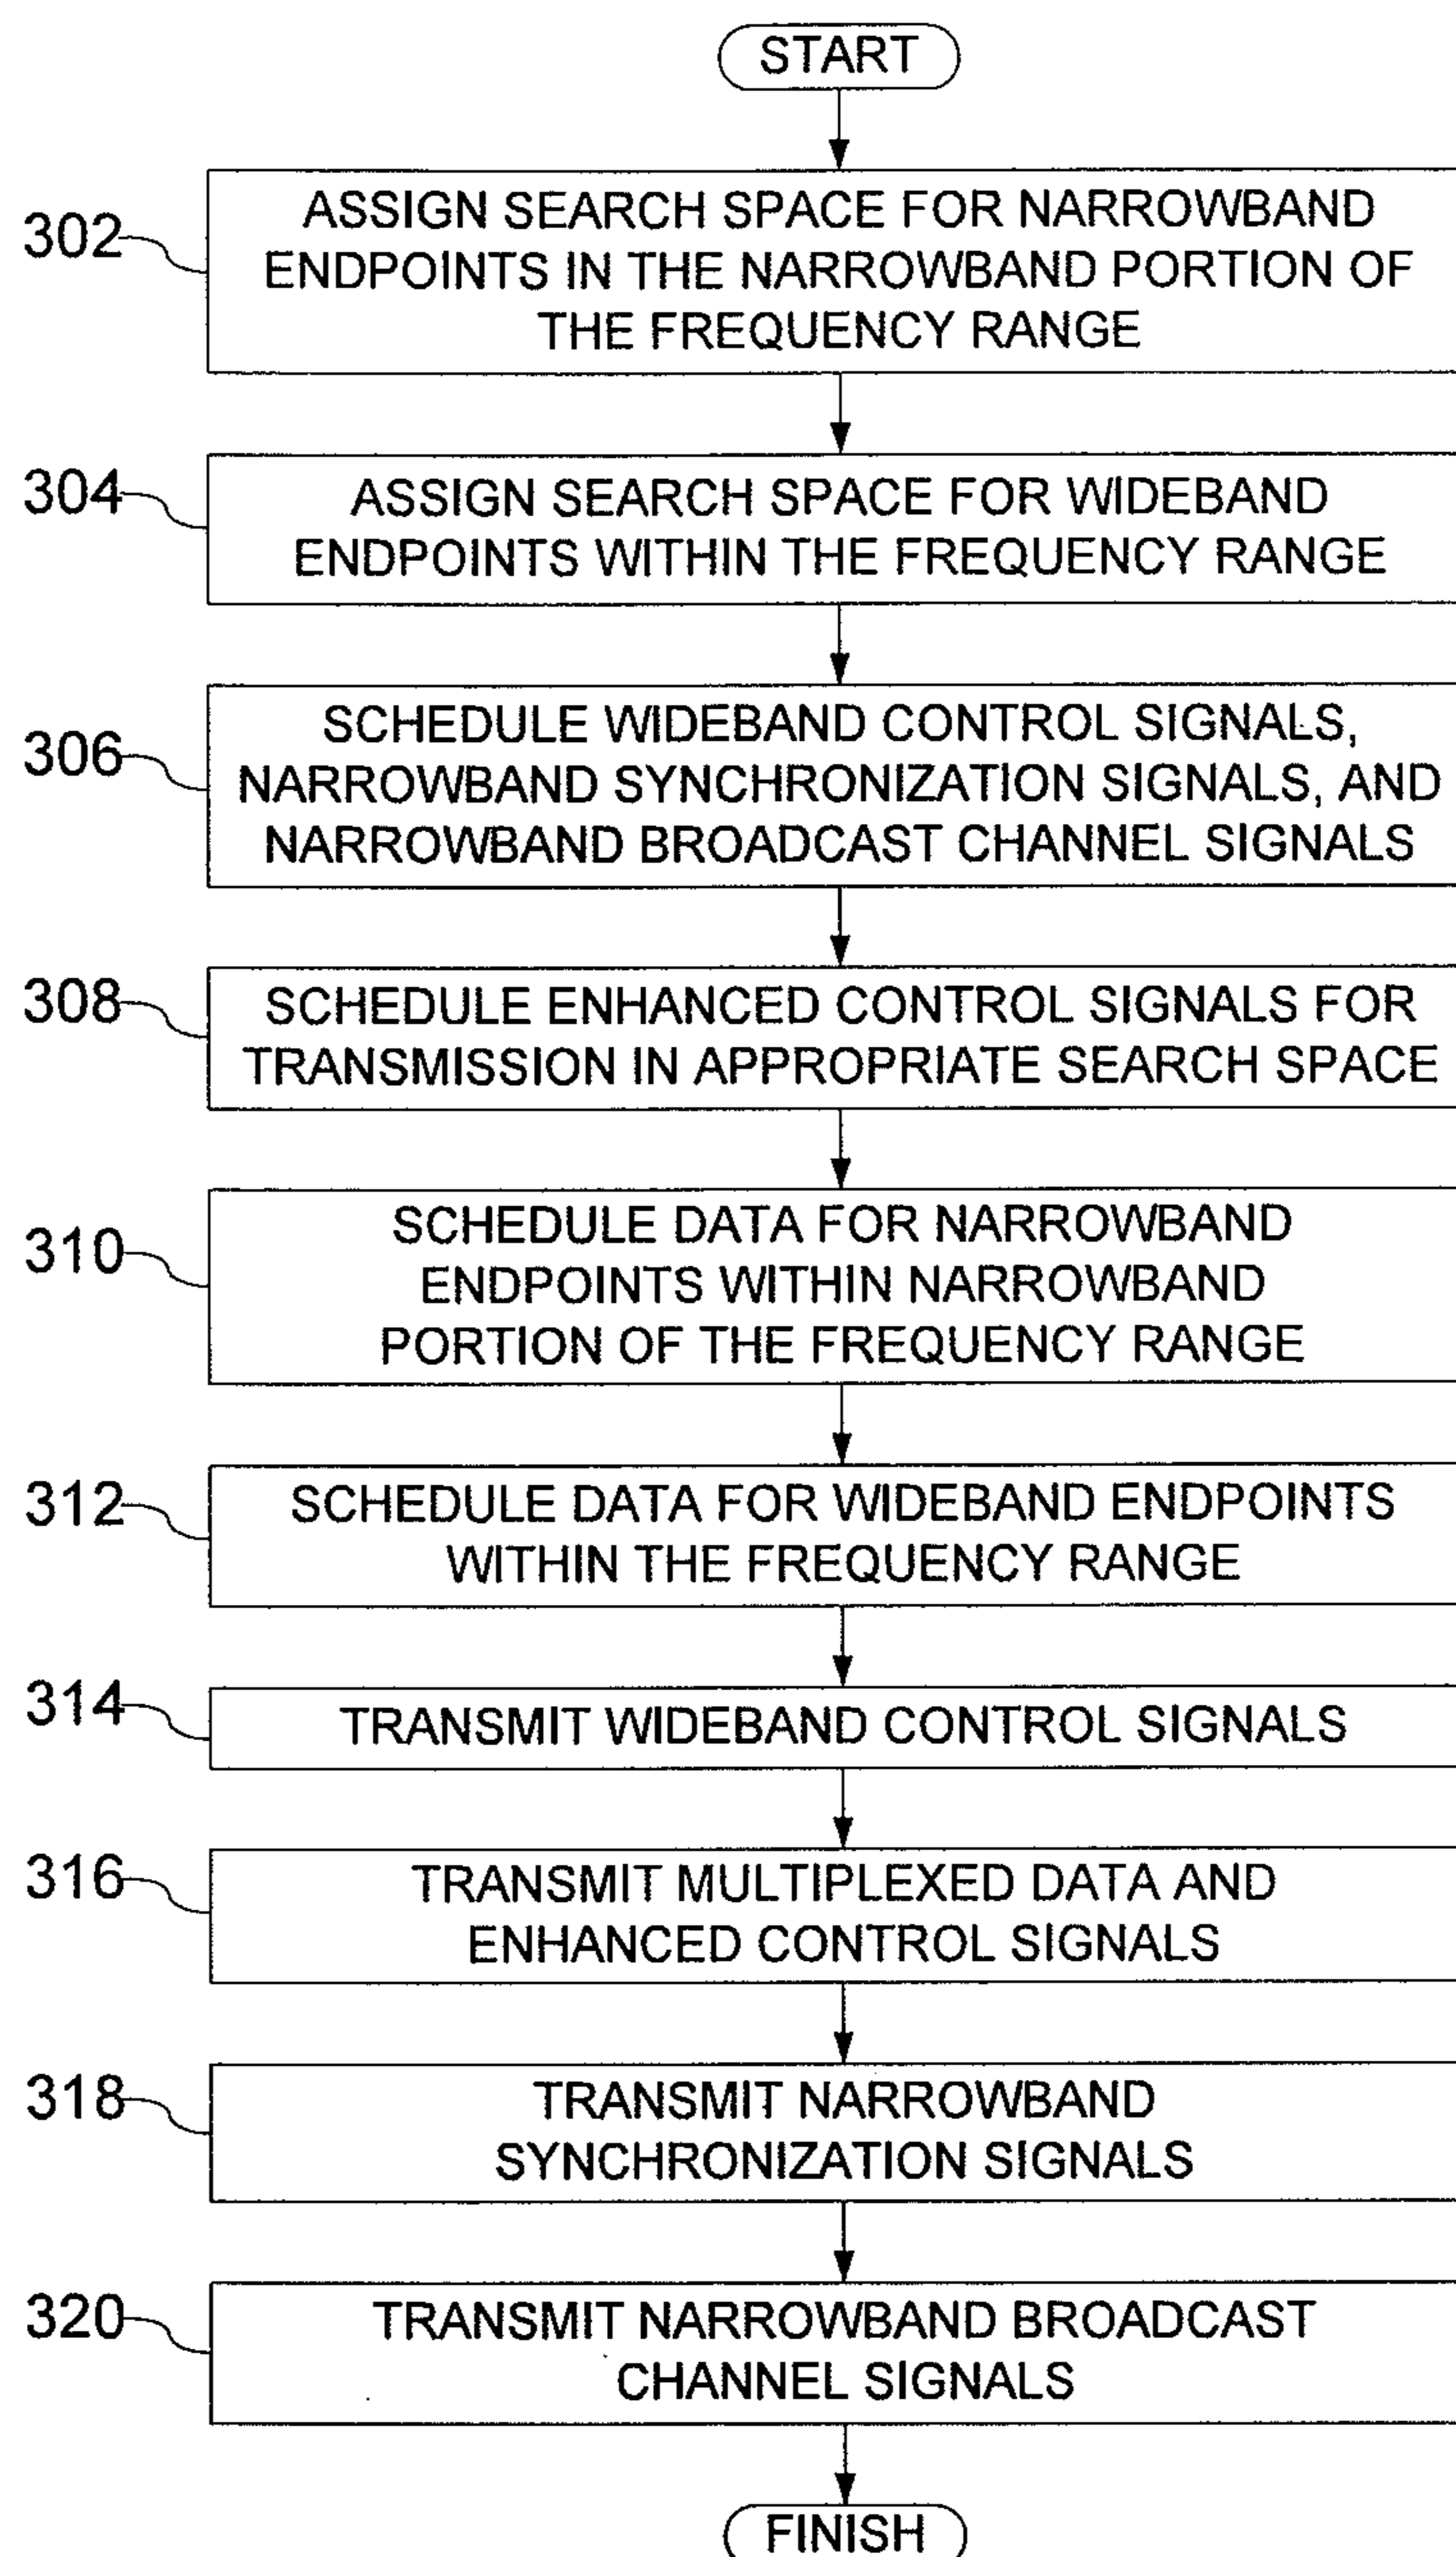 START
302
ASSIGN SEARCH SPACE FOR NARROWBAND
ENDPOINTS IN THE NARROWBAND PORTION OF
THE FREQUENCY RANGE
304
ASSIGN SEARCH SPACE FOR WIDEBAND
ENDPOINTS WITHIN THE FREQUENCY RANGE
306
SCHEDULE WIDEBAND CONTROL SIGNALS,
NARROWBAND SYNCHRONIZATION SIGNALS, AND
NARROWBAND BROADCAST CHANNEL SIGNALS
308
SCHEDULE ENHANCED CONTROL SIGNALS FOR
TRANSMISSION IN APPROPRIATE SEARCH SPACE
310
SCHEDULE DATA FOR NARROWBAND
ENDPOINTS WITHIN NARROWBAND
PORTION OF THE FREQUENCY RANGE
312
SCHEDULE DATA FOR WIDEBAND ENDPOINTS
WITHIN THE FREQUENCY RANGE
314
TRANSMIT WIDEBAND CONTROL SIGNALS
316
TRANSMIT MULTIPLEXED DATA AND
ENHANCED CONTROL SIGNALS
318
TRANSMIT NARROWBAND
SYNCHRONIZATION SIGNALS
320
TRANSMIT NARROWBAND BROADCAST
CHANNEL SIGNALS
FINISH